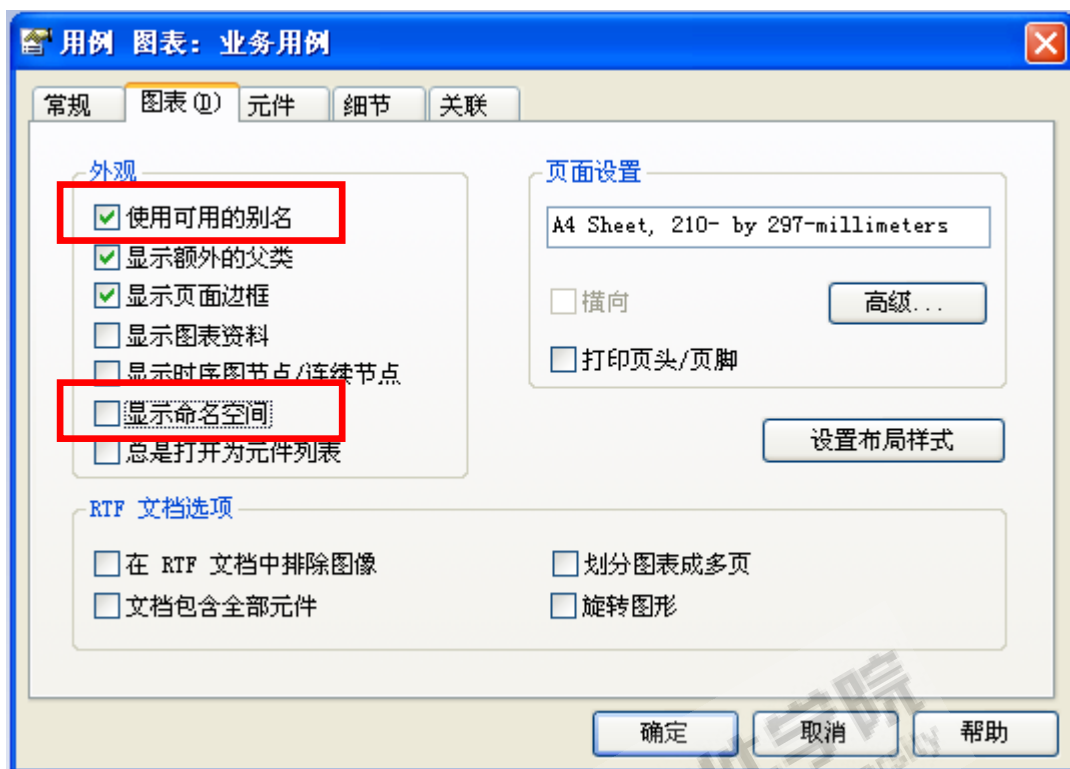 用例 图表: 业务用例
常规 图表(D) 元件 细节 关联
外观
使用可用的别名
显示额外的父类
显示页面边框
显示图表资料
显示时序图节点/连续节点
显示命名空间
总是打开为元件列表
页面设置
A4 Sheet, 210- by 297-millimeters
横向
高级...
打印页头/页脚
设置布局样式
RTF 文档选项
在 RTF 文档中排除图像
划分图表成多页
文档包含全部元件
旋转图形
学院
确定 取消 帮助